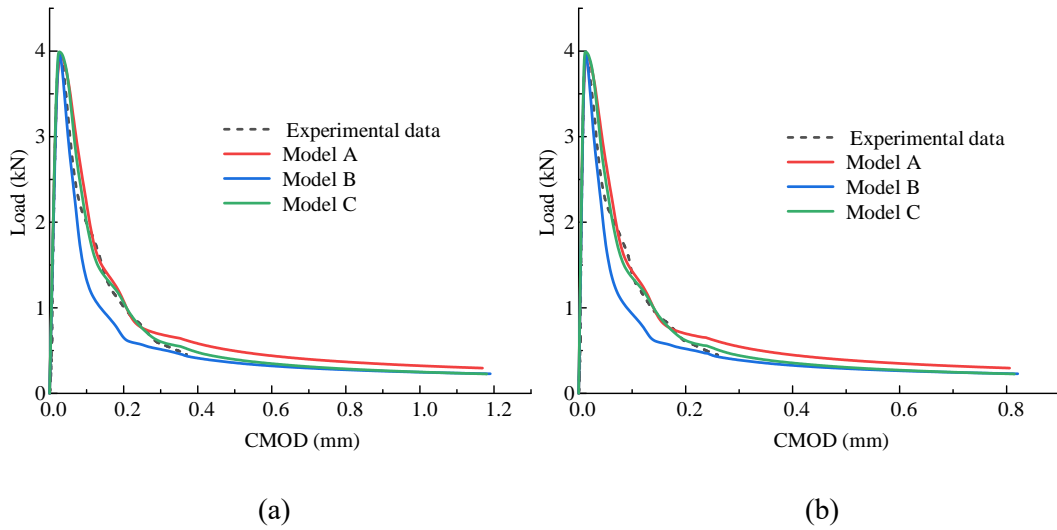 4
3
2
1
0
Load (kN)
Experimental data
Model A
Model B
Model C
0.0 0.2 0.4 0.6 0.8 1.0 1.2
CMOD (mm)
(a)
4
3
2
1
0
Load (kN)
Experimental data
Model A
Model B
Model C
0.0 0.2 0.4 0.6 0.8
CMOD (mm)
(b)